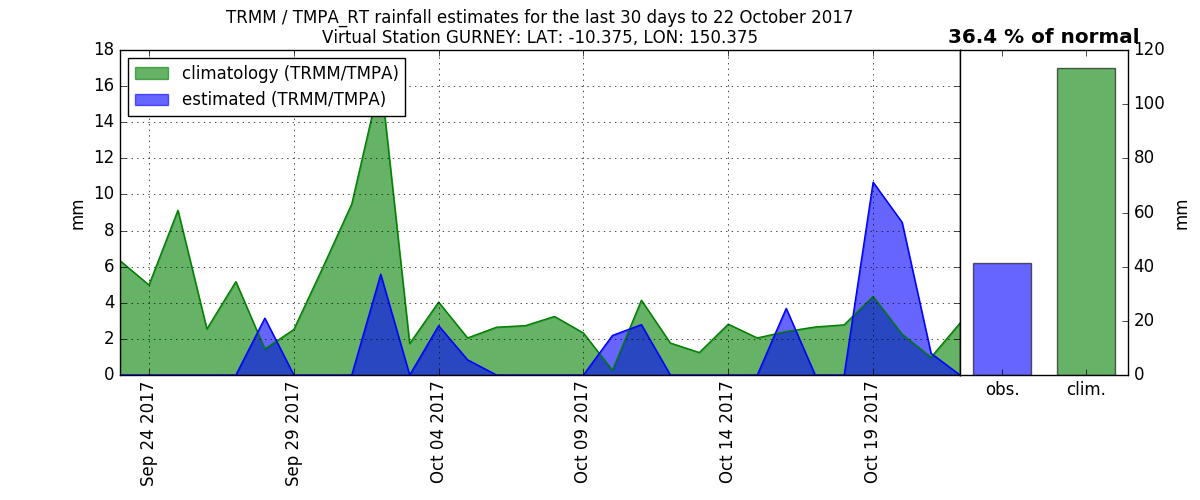 TRMM / TMPA_RT rainfall estimates for the last 30 days to 22 October 2017
Virtual Station GURNEY: LAT: -10.375, LON: 150.375
36.4 % of normal
climatology (TRMM/TMPA)
estimated (TRMM/TMPA)
mm
18
16
14
12
10
8
6
4
2
0
Sep 24 2017
Sep 29 2017
Oct 04 2017
Oct 09 2017
Oct 14 2017
Oct 19 2017
obs.
clim.
120
100
80
60
40
20
0
mm